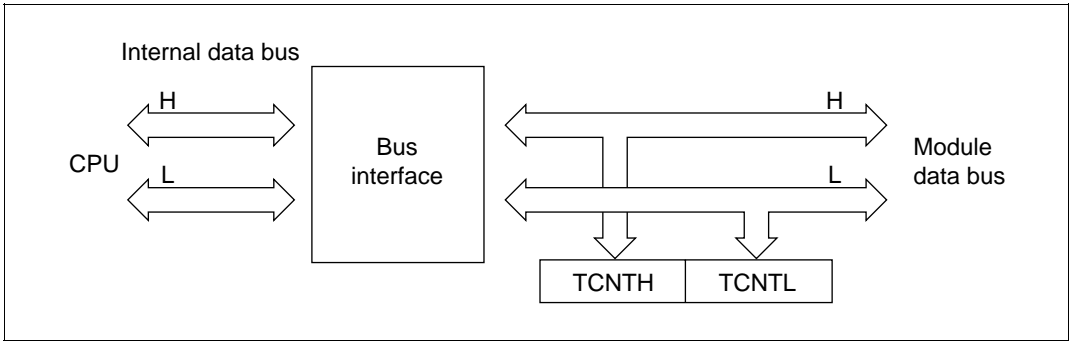 Internal data bus
H
H
CPU
Bus
interface
Module
data bus
L
L
TCNTH
TCNTL